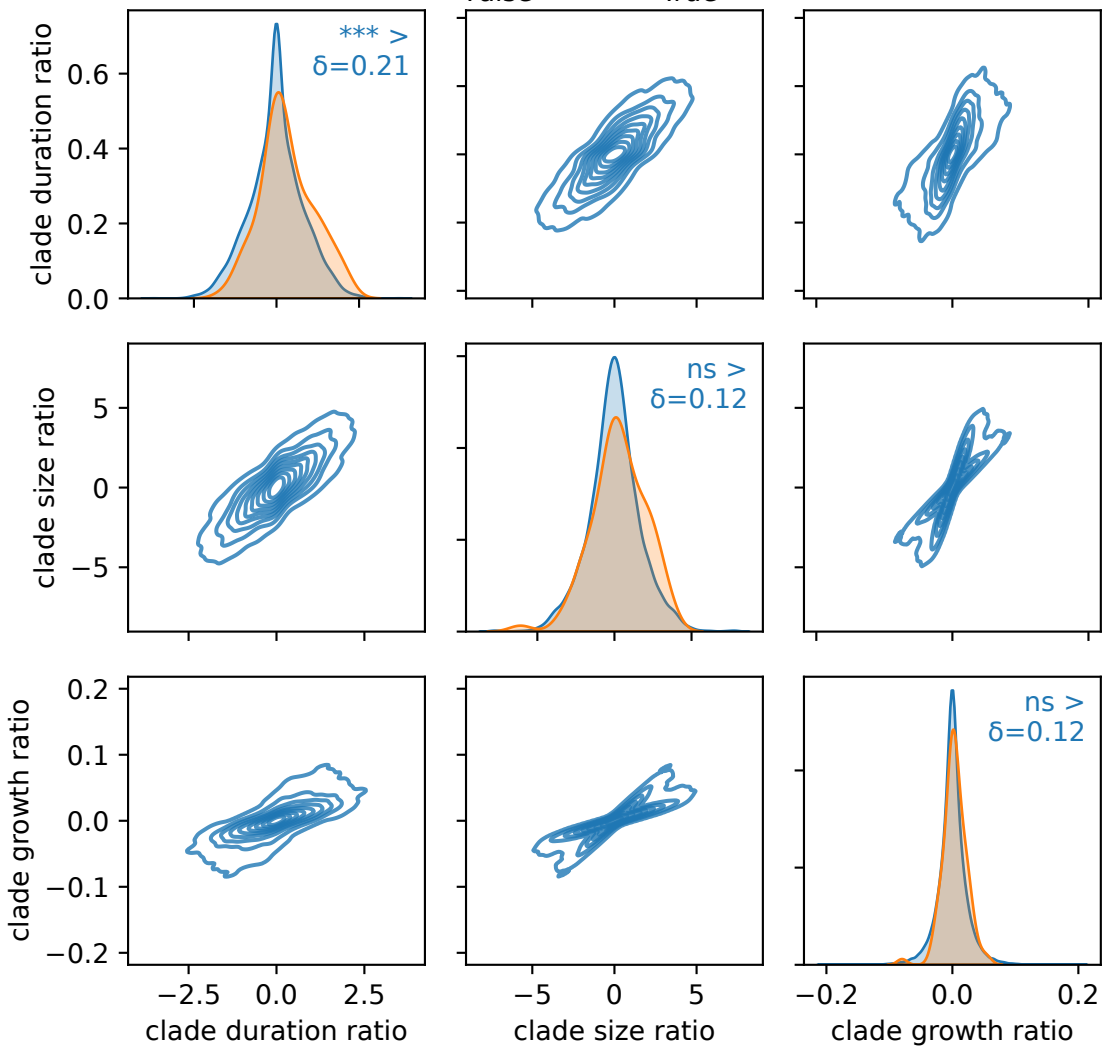 *** >
δ=0.21
clade duration ratio
0.6
0.4
0.2
0.0
ns >
δ=0.12
clade size ratio
5
0
−5
ns >
δ=0.12
clade growth ratio
0.2
0.1
0.0
−0.1
−0.2
−2.5 0.0 2.5
−5 0 5
−0.2 0.0 0.2
clade duration ratio
clade size ratio
clade growth ratio